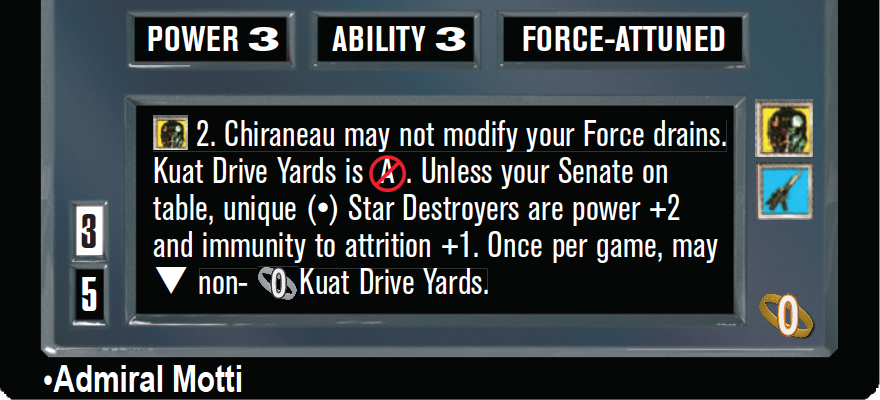 POWER 3 ABILITY 3 FORCE-ATTUNED
2. Chiraneau may not modify your Force drains.
Kuat Drive Yards is A. Unless your Senate on
table, unique (•) Star Destroyers are power +2
and immunity to attrition +1. Once per game, may
▼ non- 0 Kuat Drive Yards.
3
5
0
•Admiral Motti